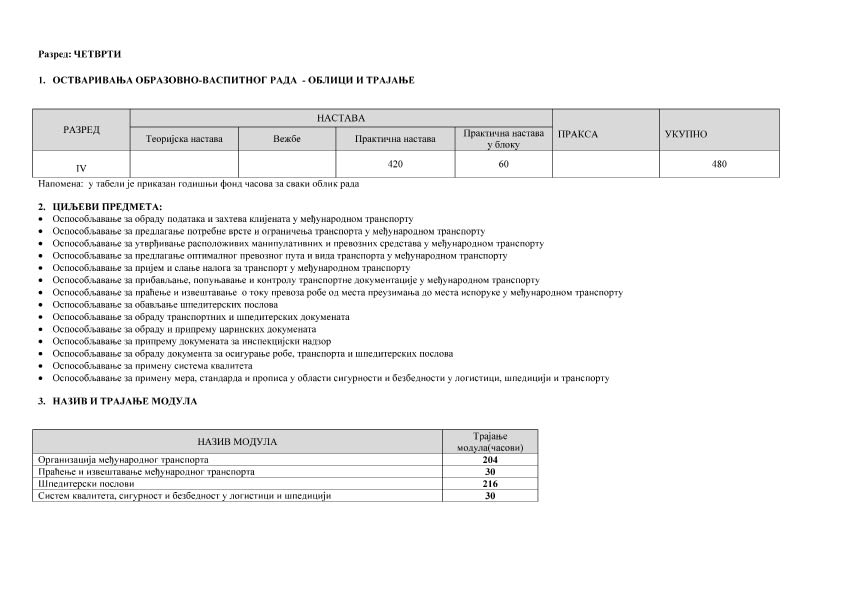 Разред: ЧЕТВРТИ
1. ОСТВАРИВАЊА ОБРАЗОВНО-ВАСПИТНОГ РАДА - ОБЛИЦИ И ТРАЈАЊЕ
РАЗРЕД
НАСТАВА
ПРАКСА
УКУПНО
Теоријска настава
Вежбе
Практична настава
Практична настава
у блоку
IV
420
60
480
Напомена: у табели је приказан годишњи фонд часова за сваки облик рада
2. ЦИЉЕВИ ПРЕДМЕТА:
• Оспособљавање за обраду података и захтева клијената у међународном транспорту
• Оспособљавање за предлагање потребне врсте и ограничења транспорта у међународном транспорту
• Оспособљавање за утврђивање расположивих манипулативних и превозних средстава у међународном транспорту
• Оспособљавање за предлагање оптималног превозног пута и вида транспорта у међународном транспорту
• Оспособљавање за пријем и слање налога за транспорт у међународном транспорту
• Оспособљавање за прибављање, попуњавање и контролу транспортне документације у међународном транспорту
• Оспособљавање за праћење и извештавање о току превоза робе од места преузимања до места испоруке у међународном транспорту
• Оспособљавање за обављање шпедитерских послова
• Оспособљавање за обраду транспортних и шпедитерских докумената
• Оспособљавање за обраду и припрему царинских докумената
• Оспособљавање за припрему докумената за инспекцијски надзор
• Оспособљавање за обраду документа за осигурање робе, транспорта и шпедитерских послова
• Оспособљавање за примену система квалитета
• Оспособљавање за примену мера, стандарда и прописа у области сигурности и безбедности у логистици, шпедицији и транспорту
3. НАЗИВ И ТРАЈАЊЕ МОДУЛА
НАЗИВ МОДУЛА
Трајање
модула(часови)
Организација међународног транспорта 204
Праћење и извештавање међународног транспорта 30
Шпедитерски послови 216
Систем квалитета, сигурност и безбедност у логистици и шпедицији 30